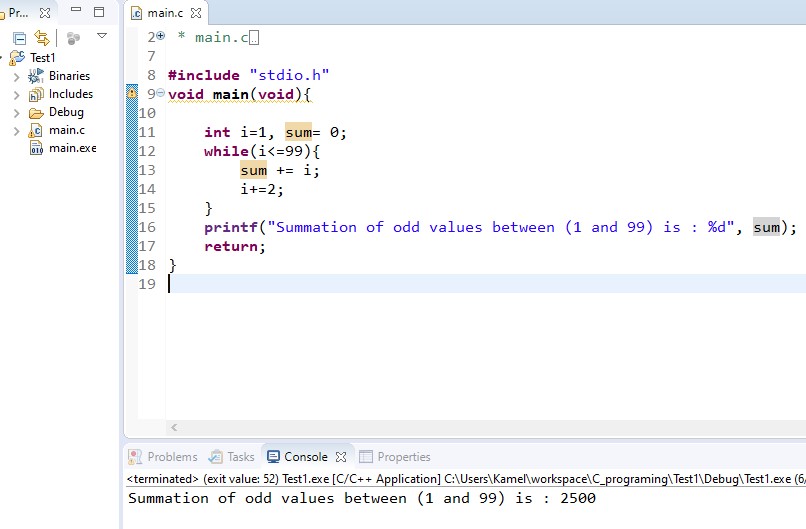 Pr...
main.c
Test1
Binaries
Includes
Debug
main.c
main.exe
2 * main.c
7
8 #include "stdio.h"
9 void main(void){
10
11 int i=1, sum= 0;
12 while(i<=99){
13 sum += i;
14 i+=2;
15 }
16 printf("Summation of odd values between (1 and 99) is : %d", sum);
17 return;
18 }
19
Problems Tasks Console Properties
<terminated> (exit value: 52) Test1.exe [C/C++ Application] C:\Users\Kamel\workspace\C_programing\Test1\Debug\Test1.exe (6/
Summation of odd values between (1 and 99) is : 2500